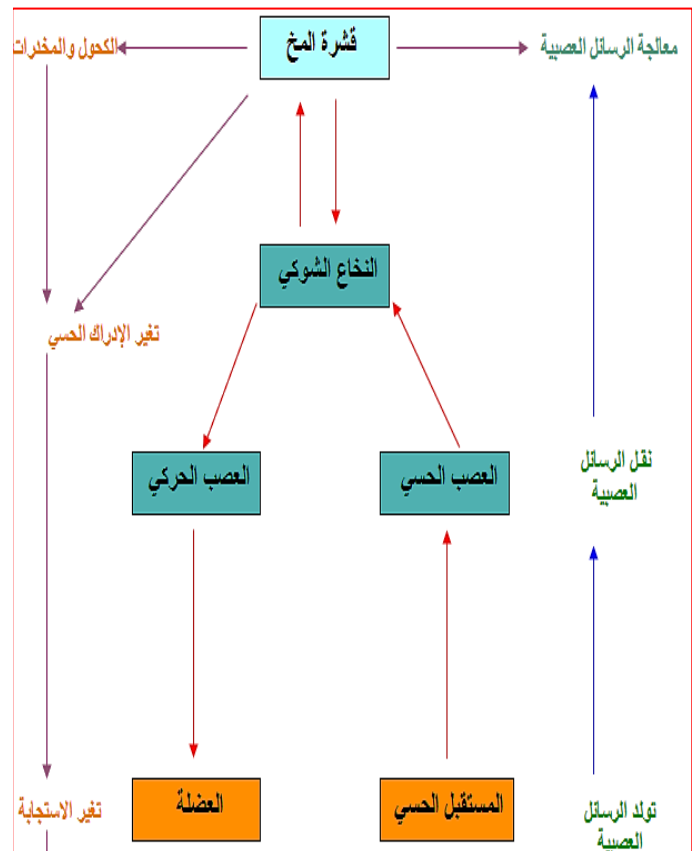 قشرة المخ
معالجة الرسائل العصبية
الكحول والمخدرات
النخاع الشوكي
تغير الإدراك الحسي
نقل الرسائل
العصبية
العصب الحسي
العصب الحركي
تولد الرسائل
العصبية
المستقبل الحسي
العضلة
تغير الاستجابة